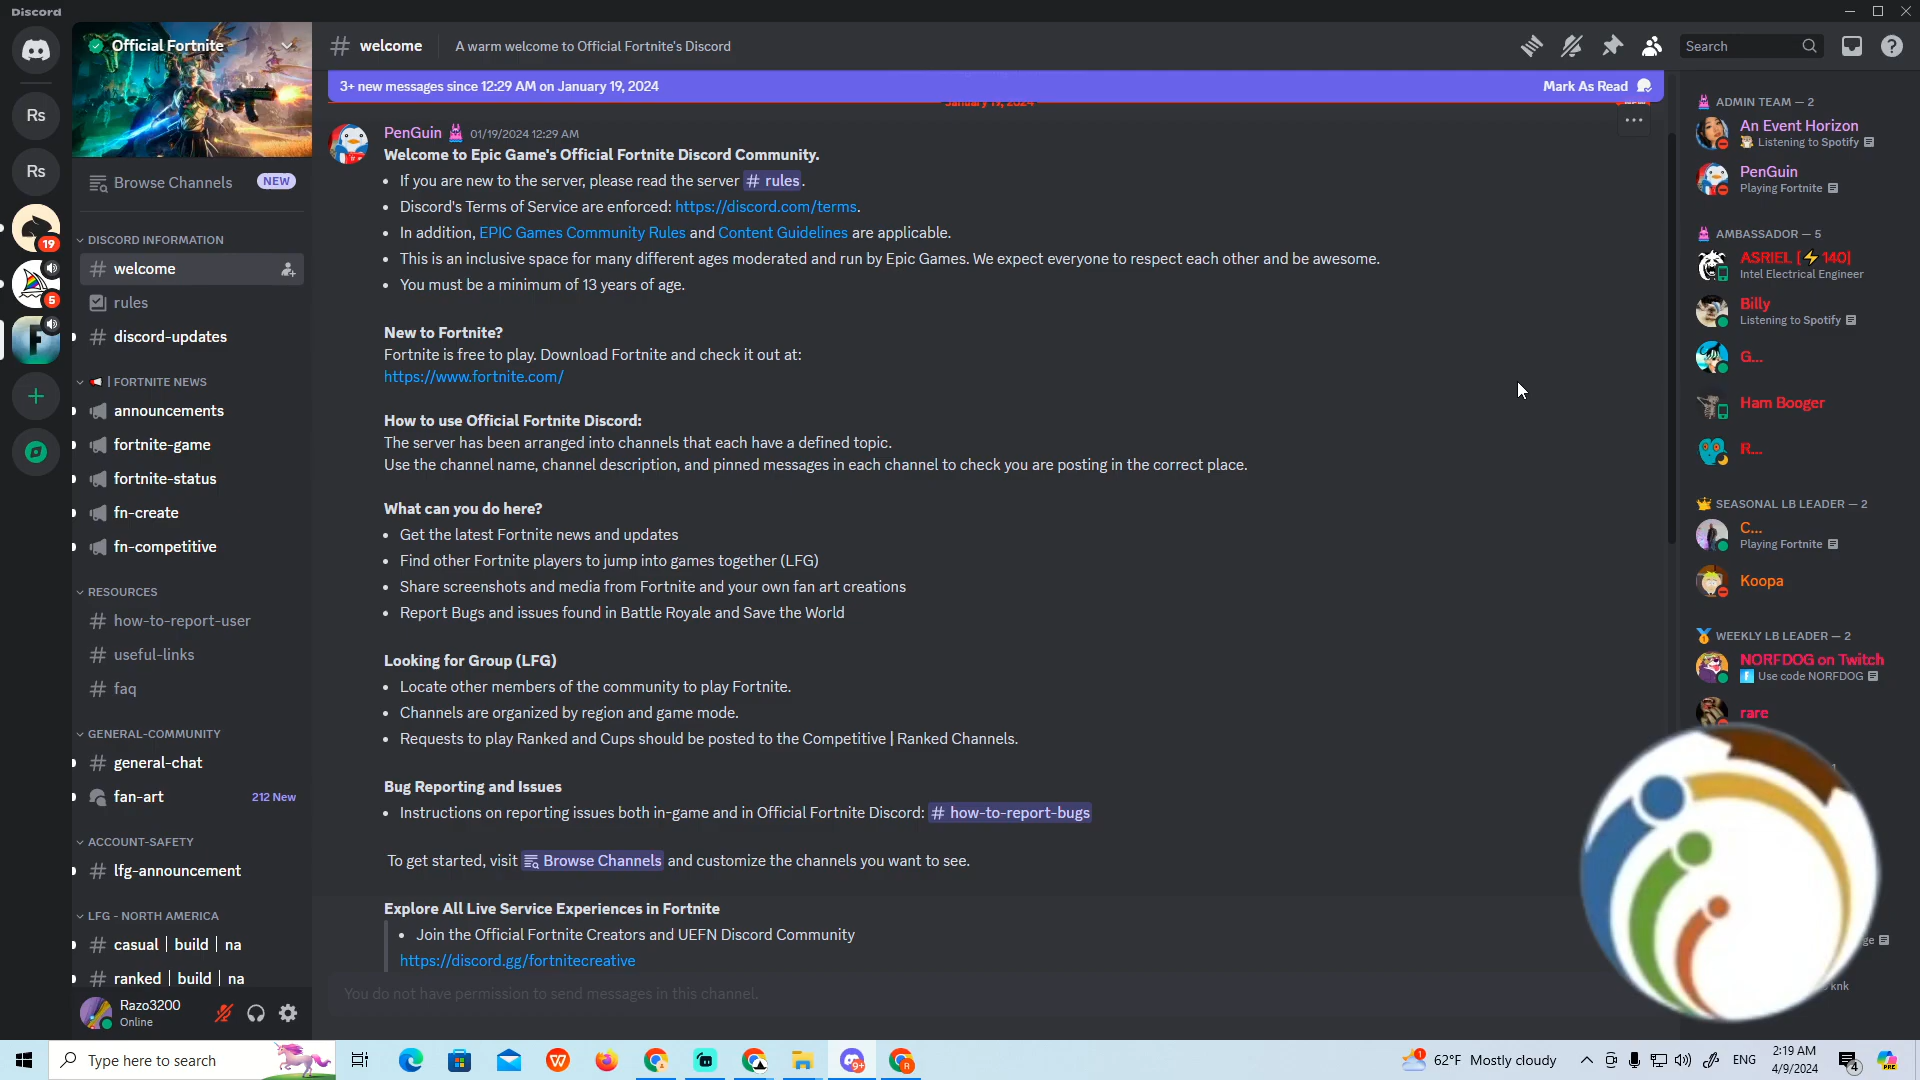 Discord
Official Fortnite
welcome
A warm welcome to Official Fortnite's Discord
Search
3+ new messages since 12:29 AM on January 19, 2024
Mark As Read
January 19, 2024
Rs
Rs
19
5
Browse Channels
NEW
DISCORD INFORMATION
welcome
rules
discord-updates
| FORTNITE NEWS
announcements
fortnite-game
fortnite-status
fn-create
fn-competitive
RESOURCES
how-to-report-user
useful-links
faq
GENERAL-COMMUNITY
general-chat
fan-art
212 New
ACCOUNT-SAFETY
lfg-announcement
LFG - NORTH AMERICA
casual | build | na
ranked | build | na
Razo3200
Online
PenGuin 01/19/2024 12:29 AM
Welcome to Epic Game's Official Fortnite Discord Community.
• If you are new to the server, please read the server # rules.
• Discord's Terms of Service are enforced: https://discord.com/terms.
• In addition, EPIC Games Community Rules and Content Guidelines are applicable.
• This is an inclusive space for many different ages moderated and run by Epic Games. We expect everyone to respect each other and be awesome.
• You must be a minimum of 13 years of age.
New to Fortnite?
Fortnite is free to play. Download Fortnite and check it out at:
https://www.fortnite.com/
How to use Official Fortnite Discord:
The server has been arranged into channels that each have a defined topic.
Use the channel name, channel description, and pinned messages in each channel to check you are posting in the correct place.
What can you do here?
• Get the latest Fortnite news and updates
• Find other Fortnite players to jump into games together (LFG)
• Share screenshots and media from Fortnite and your own fan art creations
• Report Bugs and issues found in Battle Royale and Save the World
Looking for Group (LFG)
• Locate other members of the community to play Fortnite.
• Channels are organized by region and game mode.
• Requests to play Ranked and Cups should be posted to the Competitive | Ranked Channels.
Bug Reporting and Issues
• Instructions on reporting issues both in-game and in Official Fortnite Discord: # how-to-report-bugs
To get started, visit Browse Channels and customize the channels you want to see.
Explore All Live Service Experiences in Fortnite
• Join the Official Fortnite Creators and UEFN Discord Community
https://discord.gg/fortnitecreative
You do not have permission to send messages in this channel.
ADMIN TEAM — 2
An Event Horizon
Listening to Spotify
PenGuin
Playing Fortnite
AMBASSADOR — 5
ASRIEL [⚡140]
Intel Electrical Engineer
Billy
Listening to Spotify
G...
Ham Booger
R...
SEASONAL LB LEADER — 2
C...
Playing Fortnite
Koopa
WEEKLY LB LEADER — 2
NORFDOG on Twitch
Use code NORFDOG
rare
ge
knk
Type here to search
9+
1
62°F Mostly cloudy
ENG
2:19 AM
4/9/2024
4
PRE